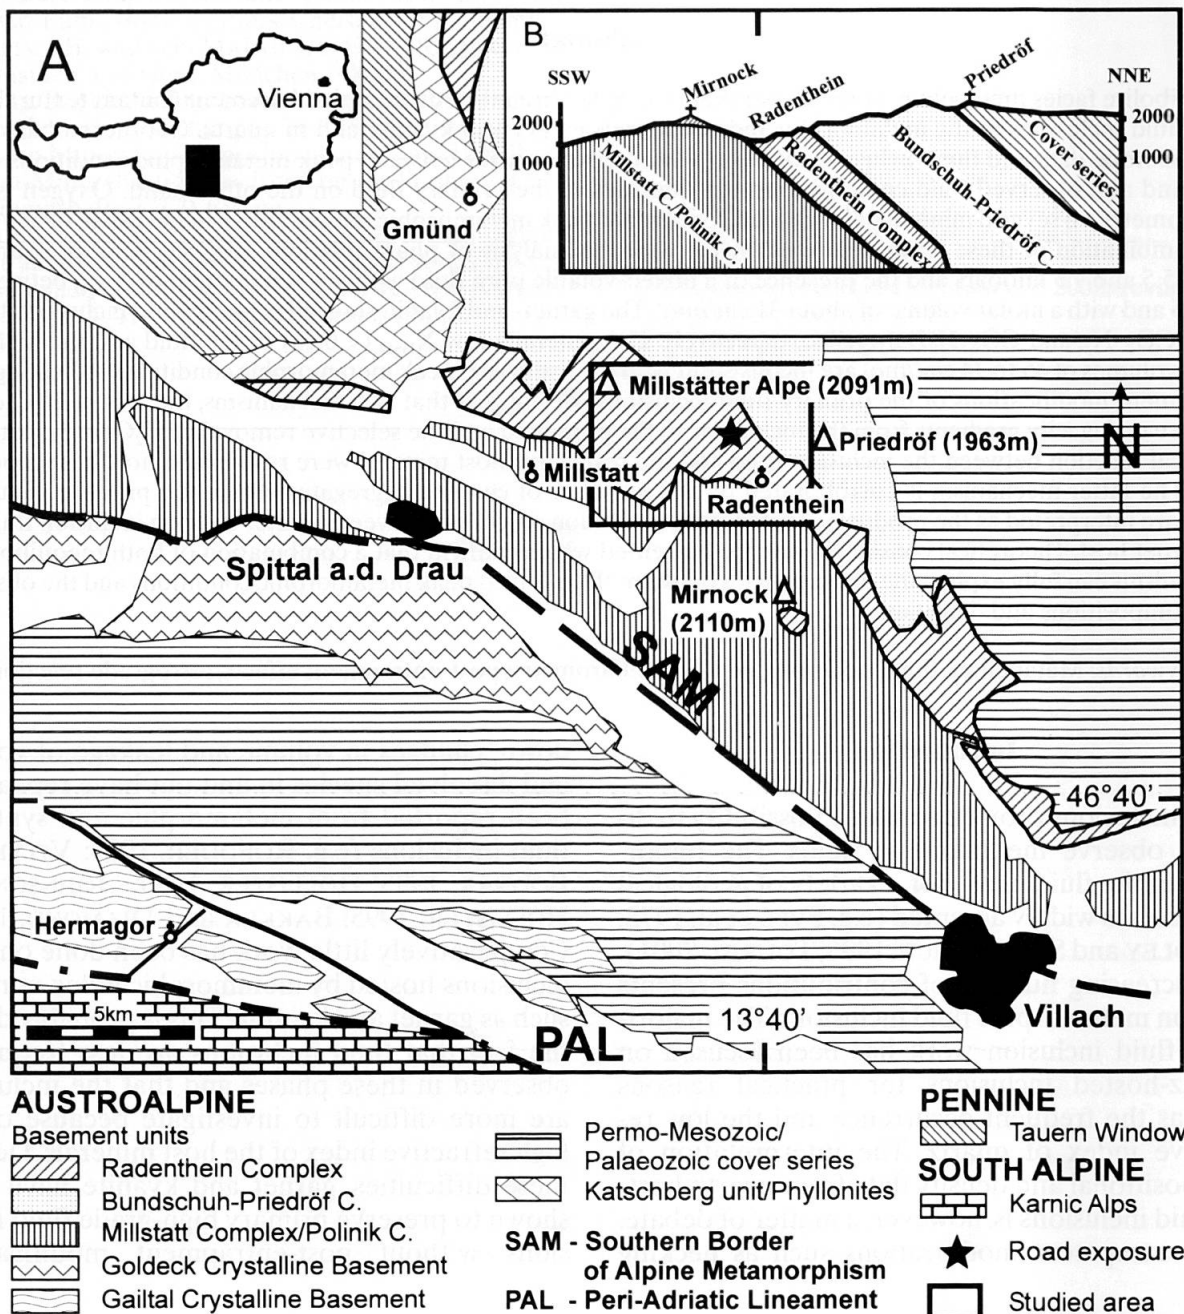 A
Vienna
B
SSW
Mirnock
Radenthein
Priedröf
NNE
2000
1000
2000
1000
Millstatt C./Polinik C.
Radenthein Complex
Bundschuh-Priedröf C.
Cover series
Gmünd
Millstätter Alpe (2091m)
N
Priedröf (1963m)
Millstatt
Radenthein
Spittal a.d. Drau
Mirnock
(2110m)
SAM
46°40'
Hermagor
5km
PAL
13°40'
Villach
AUSTROALPINE
Basement units
Radenthein Complex
Bundschuh-Priedröf C.
Millstatt Complex/Polinik C.
Goldeck Crystalline Basement
Gailtal Crystalline Basement
Permo-Mesozoic/
Palaeozoic cover series
Katschberg unit/Phyllonites
SAM - Southern Border
of Alpine Metamorphism
PAL - Peri-Adriatic Lineament
PENNINE
Tauern Window
SOUTH ALPINE
Karnic Alps
Road exposure
Studied area